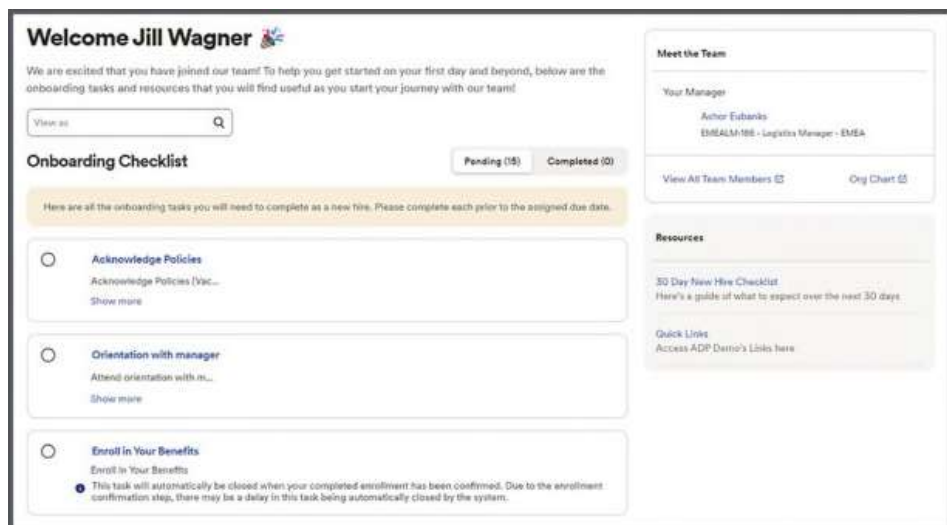 Welcome Jill Wagner
We are excited that you have joined our team! To help you get started on your first day and beyond, below are the
onboarding tasks and resources that you will find useful as you start your journey with our team!
View as
Onboarding Checklist
Pending (15)
Completed (0)
Here are all the onboarding tasks you will need to complete as a new hire. Please complete each prior to the assigned due date.
Acknowledge Policies
Acknowledge Policies (Vac...
Show more
Orientation with manager
Attend orientation with m...
Show more
Enroll in Your Benefits
Enroll in Your Benefits
This task will automatically be closed when your completed enrollment has been confirmed. Due to the enrollment
confirmation step, there may be a delay in this task being automatically closed by the system.
Meet the Team
Your Manager
Ashor Eubanks
EMEALM-186 - Logistics Manager - EMEA
View All Team Members
Org Chart
Resources
30 Day New Hire Checklist
Here's a guide of what to expect over the next 30 days
Quick Links
Access ADP Demo's Links here